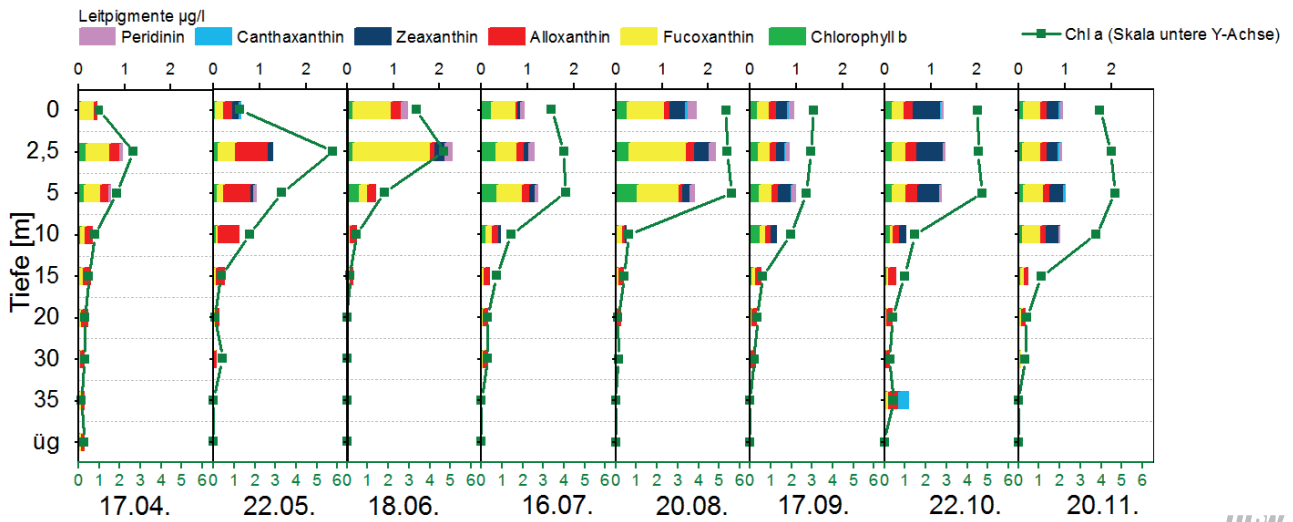 Leitpigmente µg/l
Peridinin Canthaxanthin Zeaxanthin Alloxanthin Fucoxanthin Chlorophyll b Chl a (Skala untere Y-Achse)
0 1 2 0 1 2 0 1 2 0 1 2 0 1 2 0 1 2 0 1 2 0 1 2
Tiefe [m]
0
2,5
5
10
15
20
30
35
üg
0 1 2 3 4 5 6 0 1 2 3 4 5 6 0 1 2 3 4 5 6 0 1 2 3 4 5 6 0 1 2 3 4 5 6 0 1 2 3 4 5 6 0 1 2 3 4 5 6 0 1 2 3 4 5 6
17.04. 22.05. 18.06. 16.07. 20.08. 17.09. 22.10. 20.11.